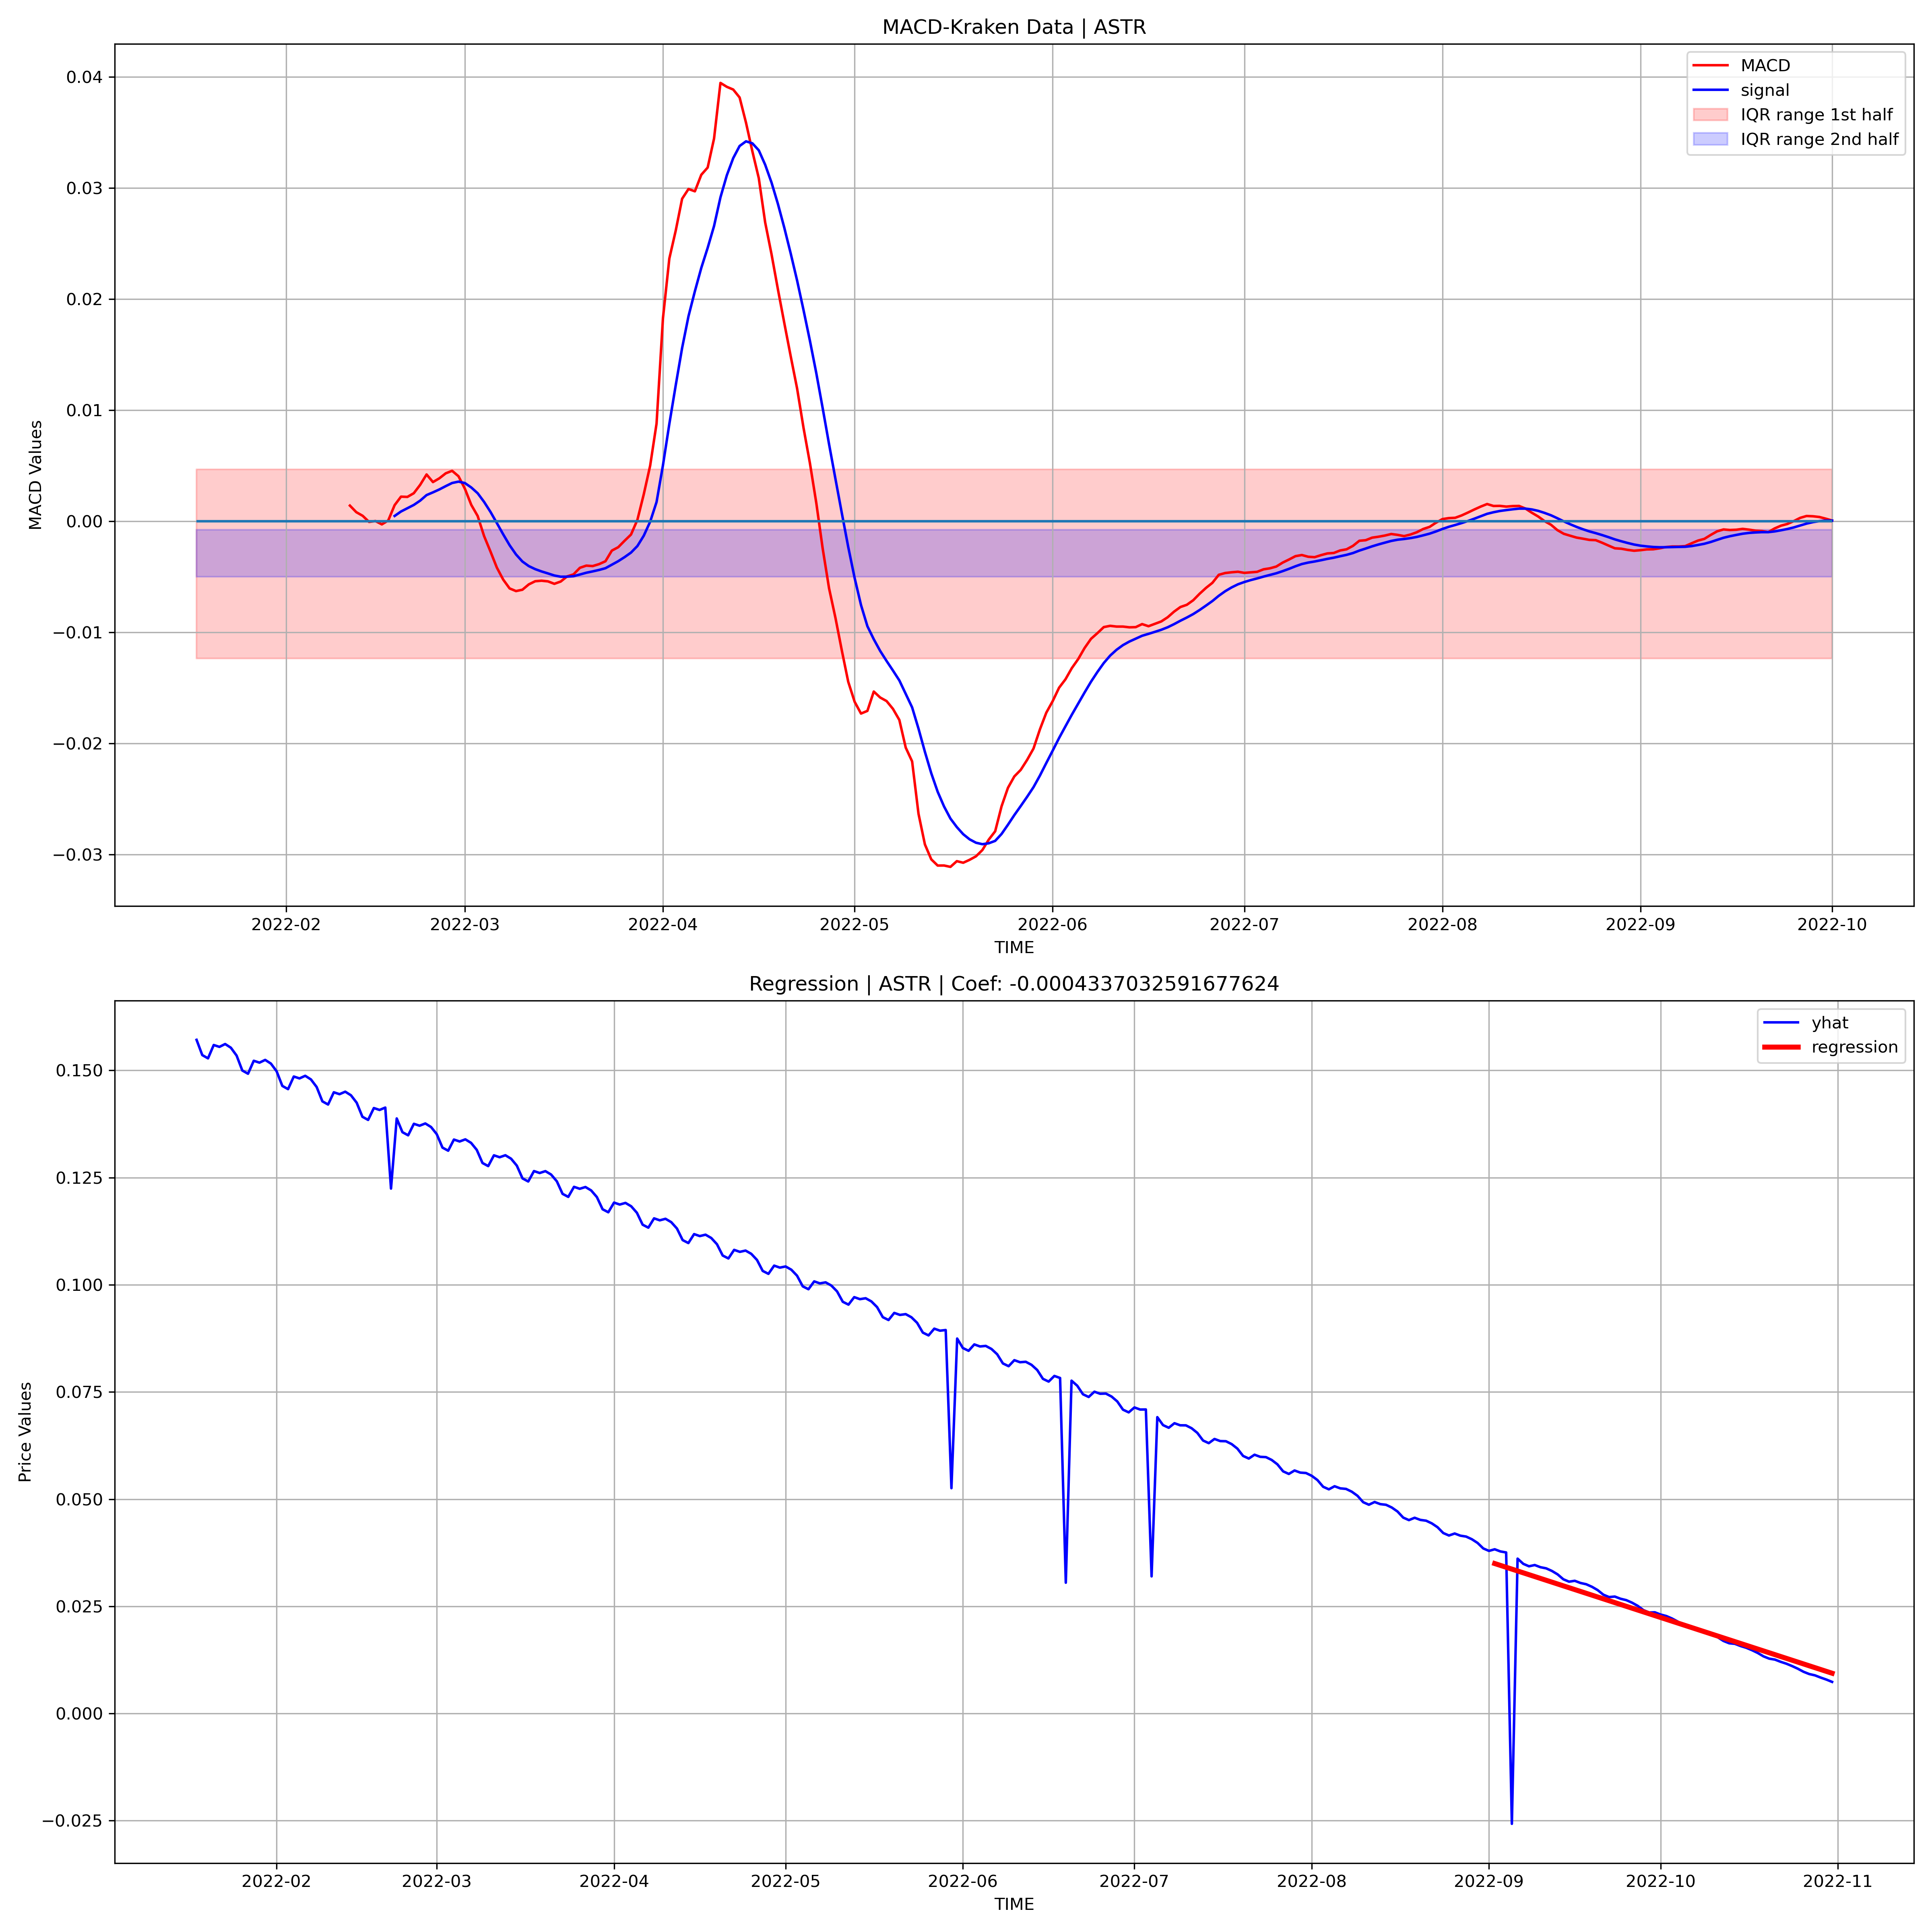 MACD-Kraken Data | ASTR
MACD
signal
IQR range 1st half
IQR range 2nd half
MACD Values
0.04
0.03
0.02
0.01
0.00
−0.01
−0.02
−0.03
2022-02 2022-03 2022-04 2022-05 2022-06 2022-07 2022-08 2022-09 2022-10
TIME
Regression | ASTR | Coef: -0.0004337032591677624
yhat
regression
Price Values
0.150
0.125
0.100
0.075
0.050
0.025
0.000
−0.025
2022-02 2022-03 2022-04 2022-05 2022-06 2022-07 2022-08 2022-09 2022-10 2022-11
TIME